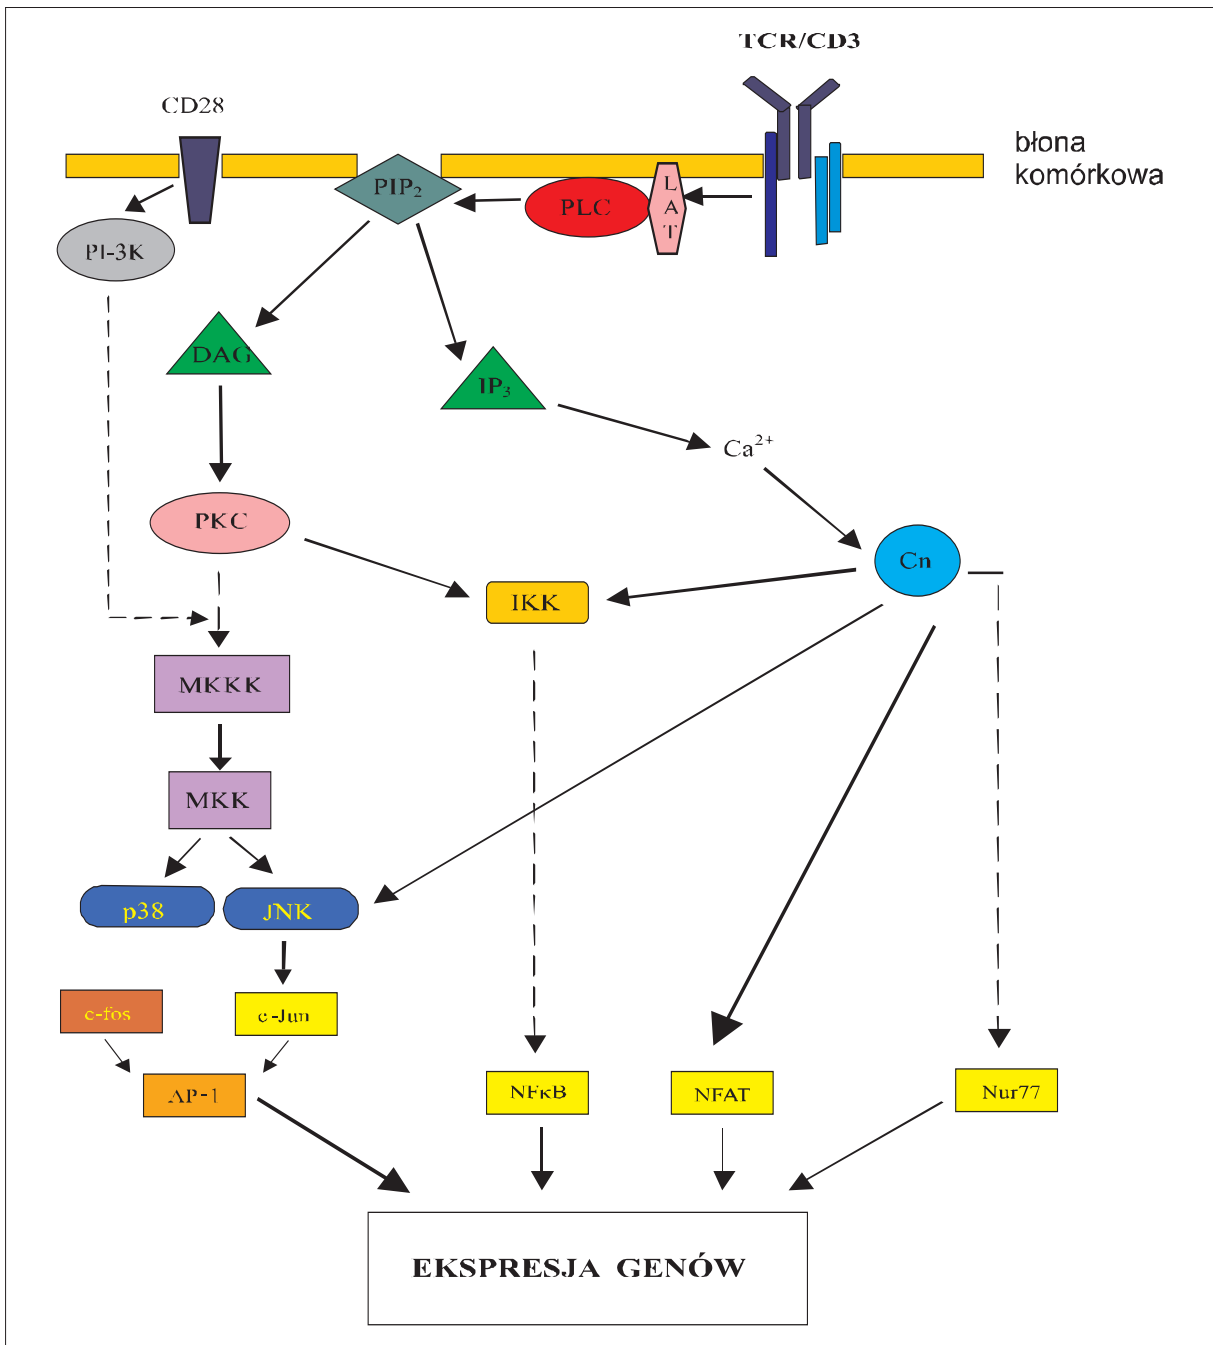 TCR/CD3
CD28
błona
komórkowa
PIP₂
PLC
L
A
T
PI-3K
DAG
IP₃
Ca²⁺
PKC
Cn
IKK
MKKK
MKK
p38
JNK
c-fos
c-Jun
AP-1
NFκB
NFAT
Nur77
EKSPRESJA GENÓW